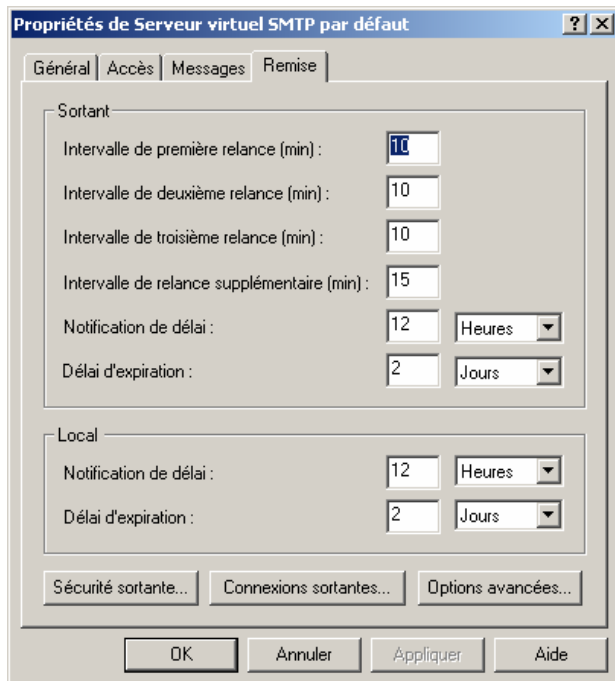 Propriétés de Serveur virtuel SMTP par défaut
Général Accès Messages Remise
Sortant
Intervalle de première relance (min) : 10
Intervalle de deuxième relance (min) : 10
Intervalle de troisième relance (min) : 10
Intervalle de relance supplémentaire (min) : 15
Notification de délai : 12 Heures
Délai d'expiration : 2 Jours
Local
Notification de délai : 12 Heures
Délai d'expiration : 2 Jours
Sécurité sortante... Connexions sortantes... Options avancées...
OK Annuler Appliquer Aide